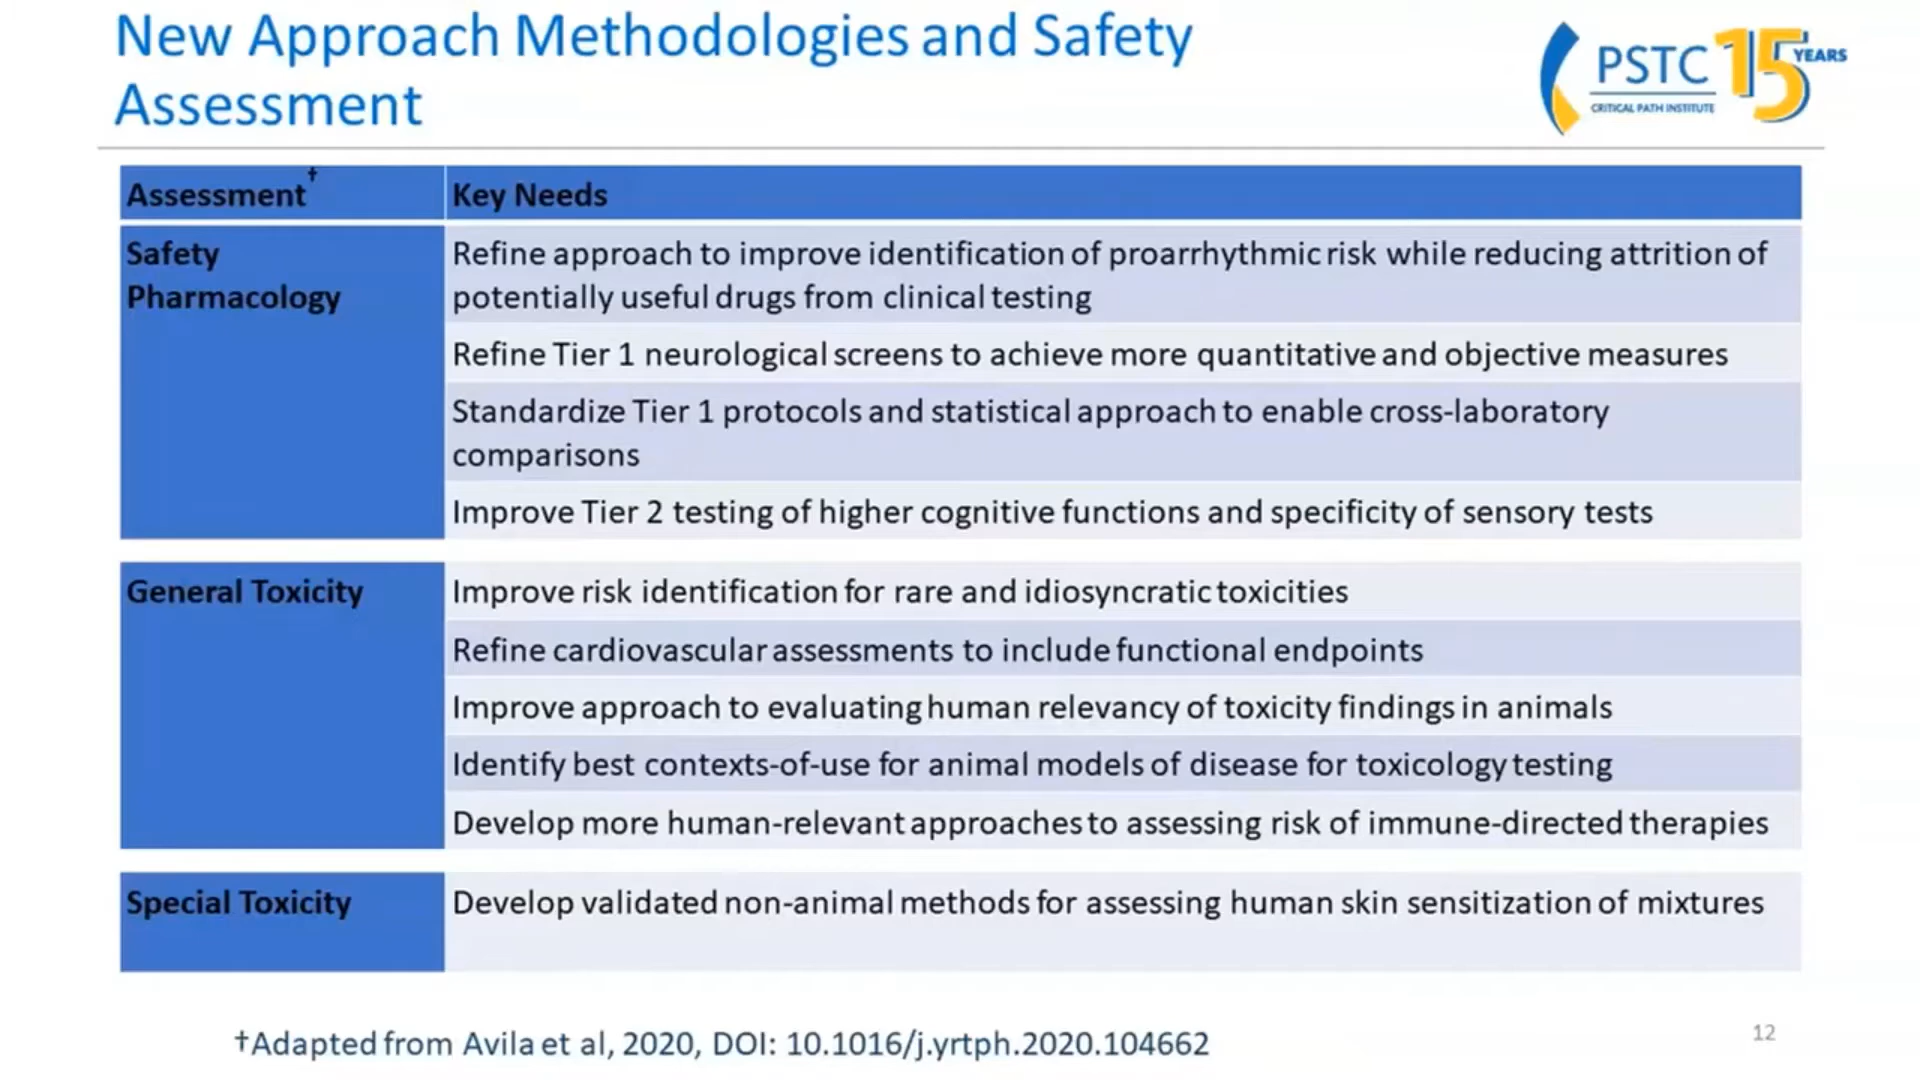 New Approach Methodologies and Safety
Assessment
PSTC 15 YEARS
CRITICAL PATH INSTITUTE
Assessment†
Key Needs
Safety
Pharmacology
Refine approach to improve identification of proarrhythmic risk while reducing attrition of
potentially useful drugs from clinical testing
Refine Tier 1 neurological screens to achieve more quantitative and objective measures
Standardize Tier 1 protocols and statistical approach to enable cross-laboratory
comparisons
Improve Tier 2 testing of higher cognitive functions and specificity of sensory tests
General Toxicity
Improve risk identification for rare and idiosyncratic toxicities
Refine cardiovascular assessments to include functional endpoints
Improve approach to evaluating human relevancy of toxicity findings in animals
Identify best contexts-of-use for animal models of disease for toxicology testing
Develop more human-relevant approaches to assessing risk of immune-directed therapies
Special Toxicity
Develop validated non-animal methods for assessing human skin sensitization of mixtures
†Adapted from Avila et al, 2020, DOI: 10.1016/j.yrtph.2020.104662
12